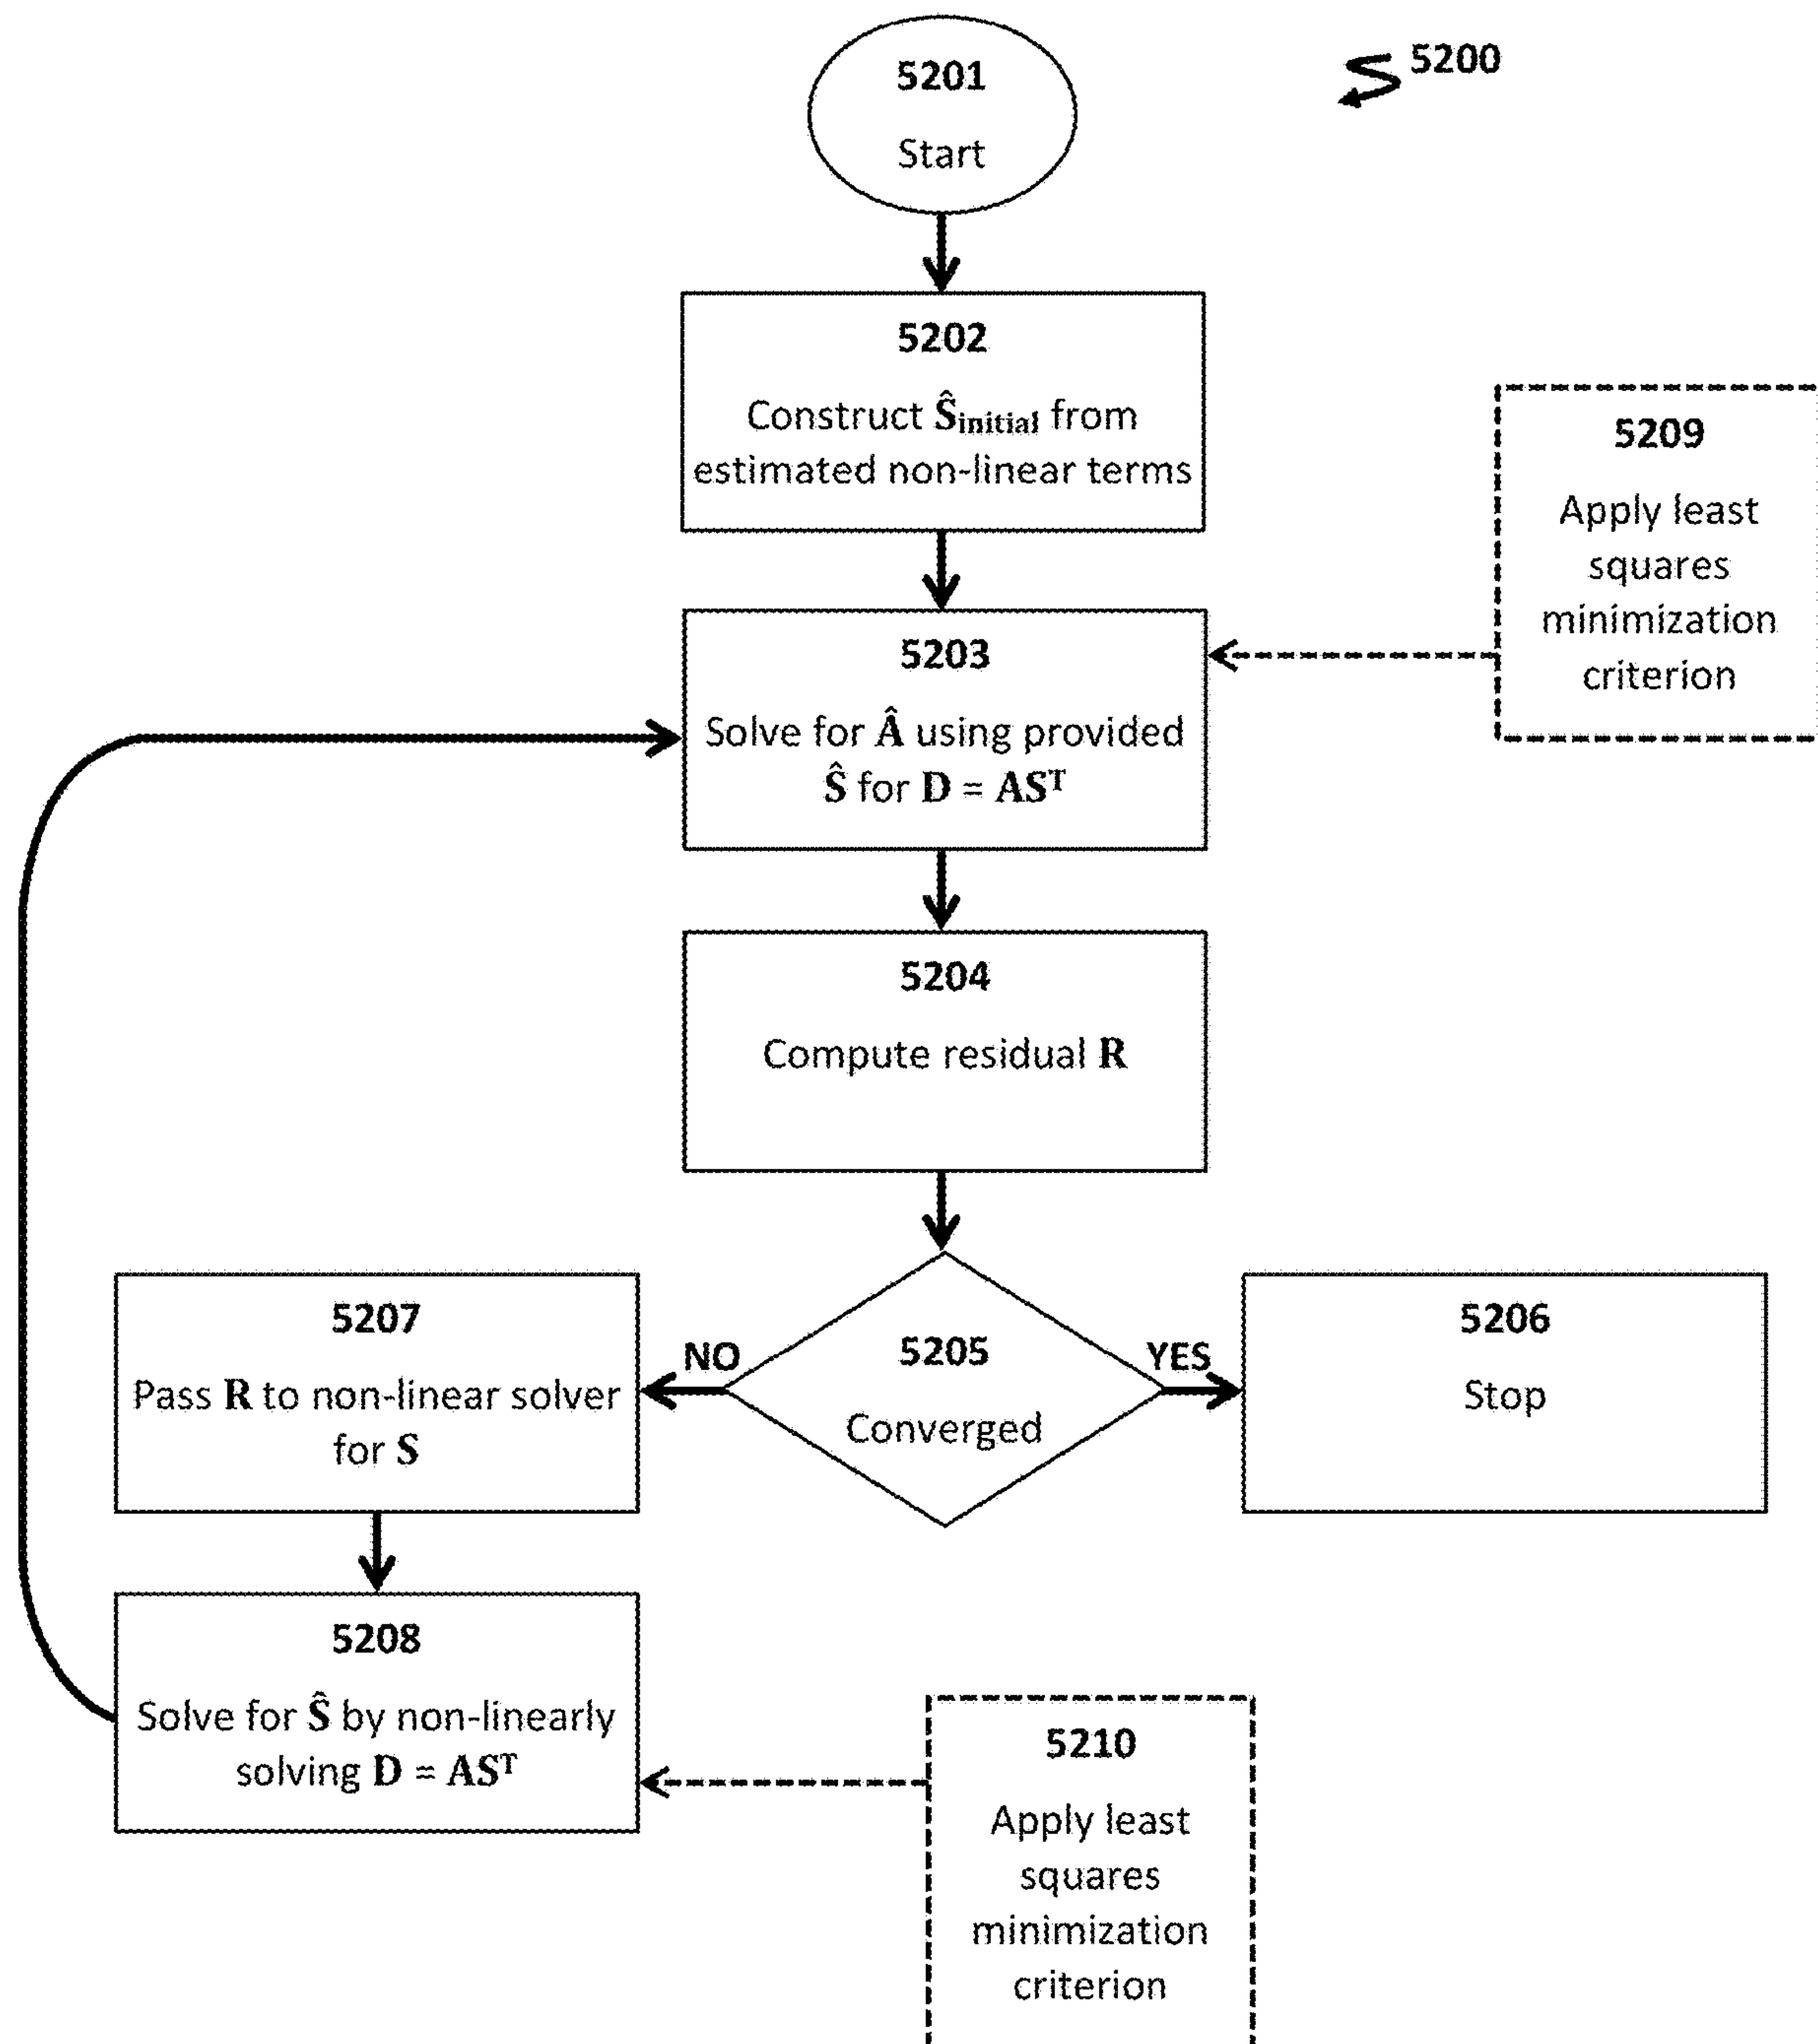 5200
5201
Start
5202
Construct Ŝinitial from
estimated non-linear terms
5209
Apply least
squares
minimization
criterion
5203
Solve for Â using provided
Ŝ for D = ASᵀ
5204
Compute residual R
5205
Converged
NO
YES
5206
Stop
5207
Pass R to non-linear solver
for S
5208
Solve for Ŝ by non-linearly
solving D = ASᵀ
5210
Apply least
squares
minimization
criterion